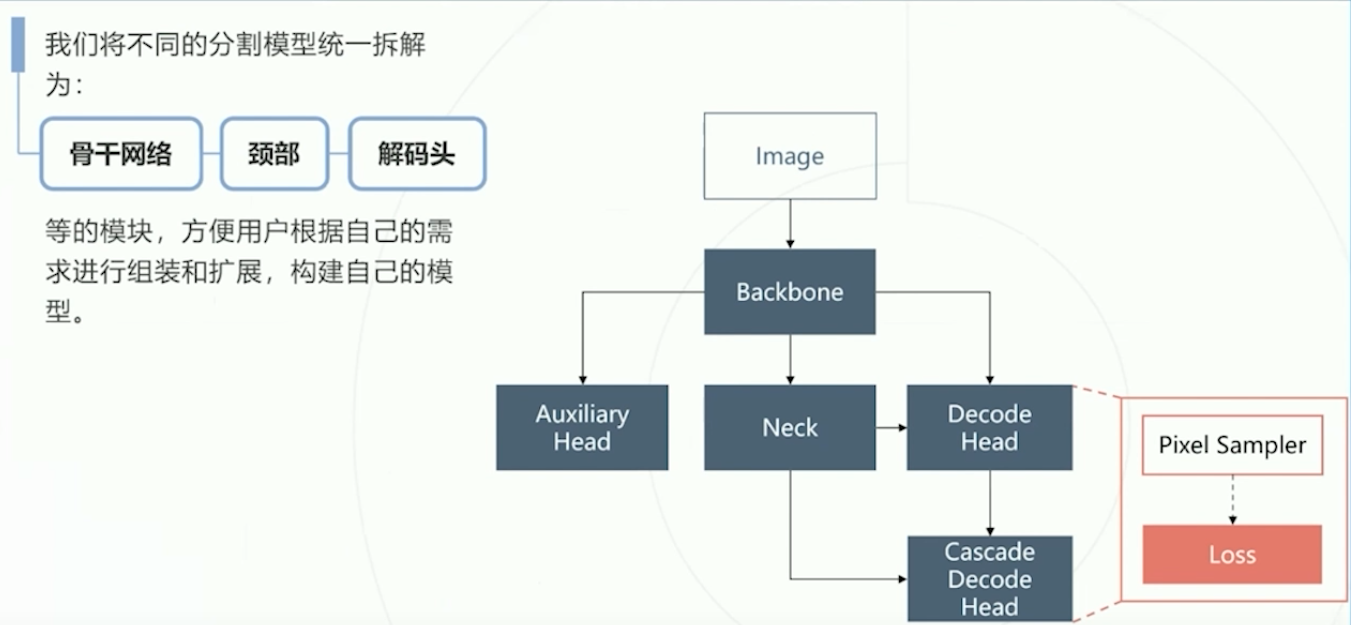 我们将不同的分割模型统一拆解
为：
骨干网络
颈部
解码头
等的模块，方便用户根据自己的需
求进行组装和扩展，构建自己的模
型。
Image
Backbone
Auxiliary
Head
Neck
Decode
Head
Cascade
Decode
Head
Pixel Sampler
Loss